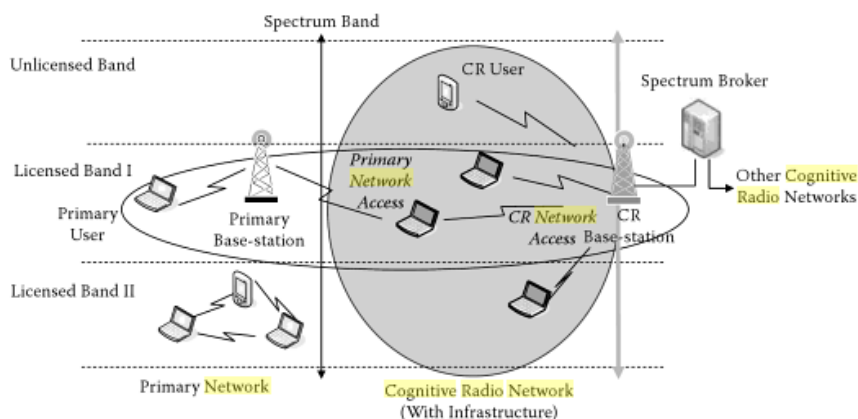 Spectrum Band
Unlicensed Band
CR User
Spectrum Broker
Licensed Band I
Primary
Network
Access
Other Cognitive
Radio Networks
Primary
User
Primary
Base-station
CR Network
Access
CR
Base-station
Licensed Band II
Primary Network
Cognitive Radio Network
(With Infrastructure)